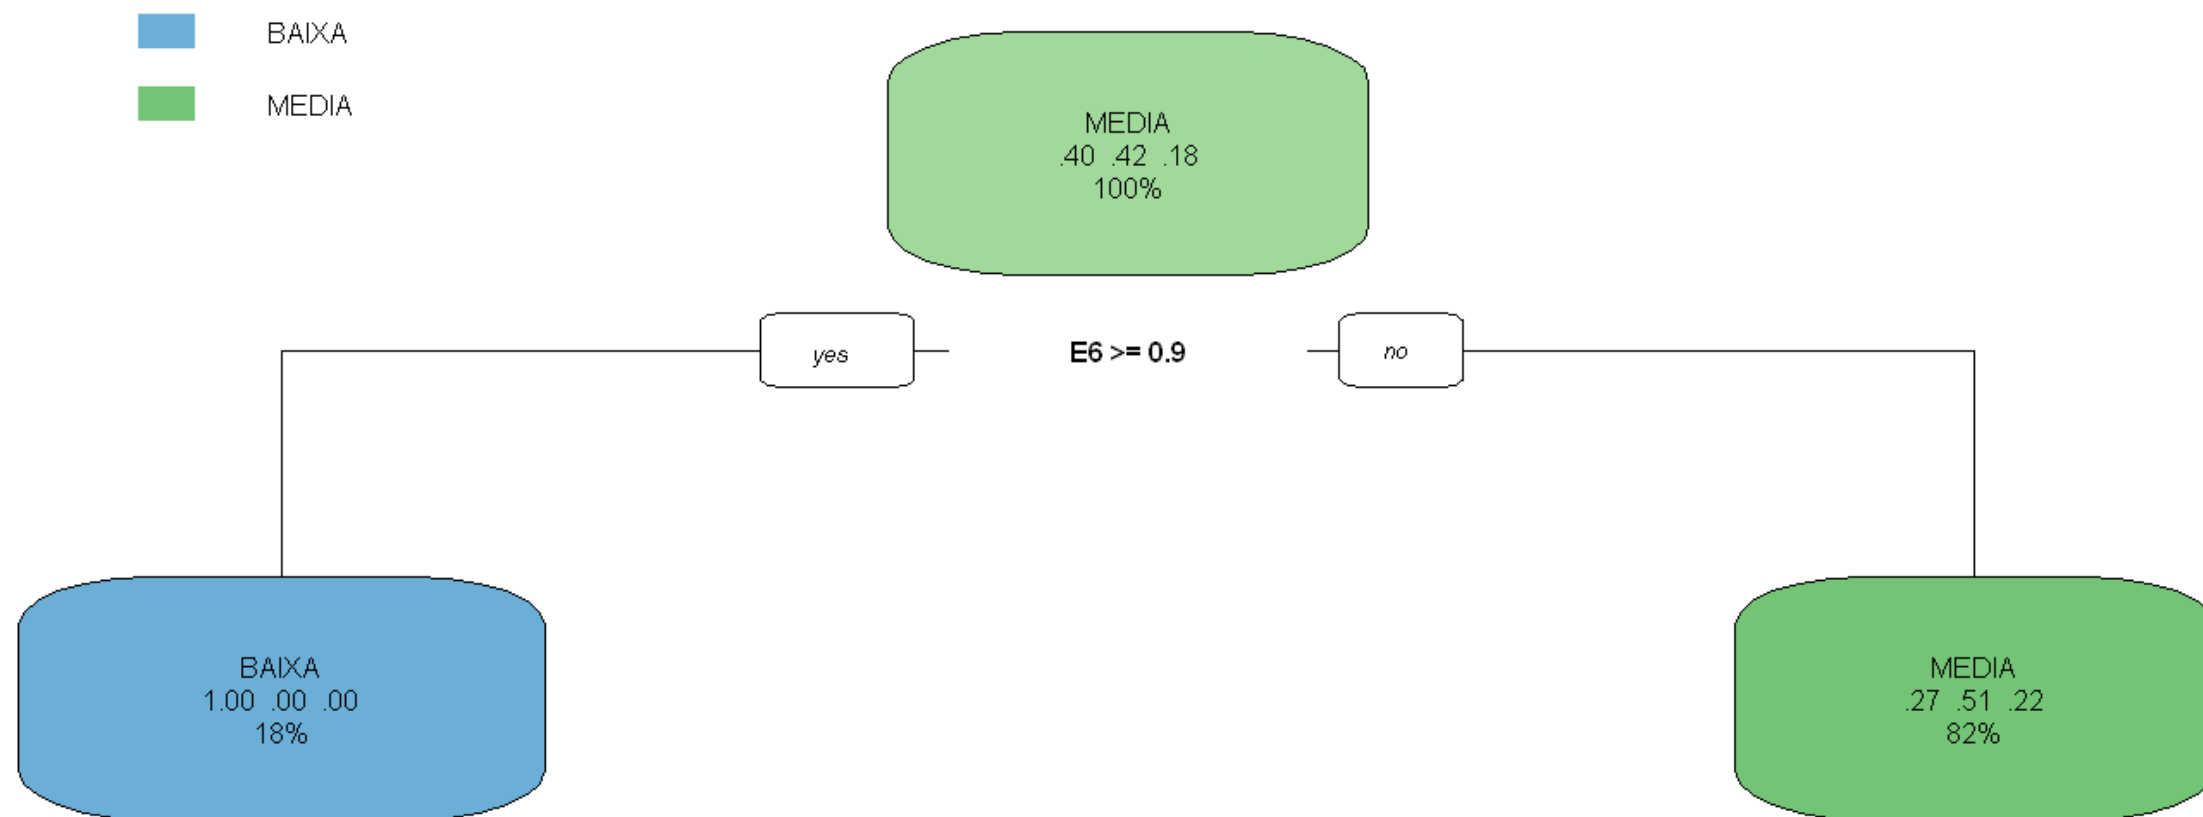 BAIXA
MEDIA
MEDIA
.40 .42 .18
100%
yes
E6 >= 0.9
no
BAIXA
1.00 .00 .00
18%
MEDIA
.27 .51 .22
82%